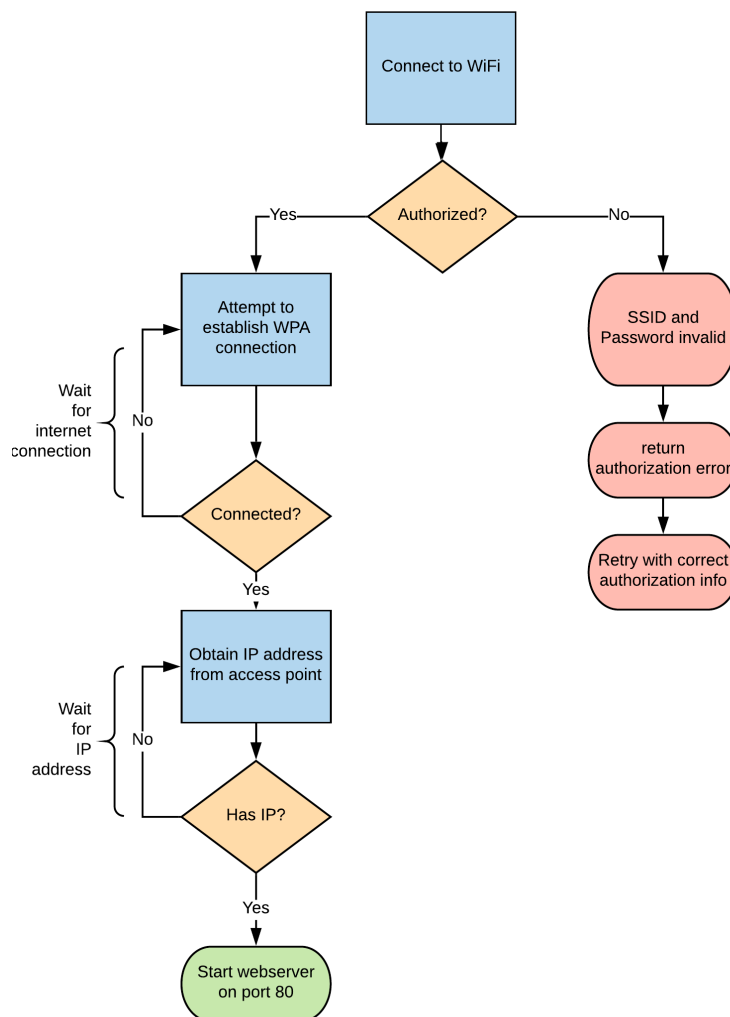 Connect to WiFi
Authorized?
Yes
No
Attempt to
establish WPA
connection
SSID and
Password invalid
Wait
for
internet
connection
No
return
authorization error
Connected?
Retry with correct
authorization info
Yes
Obtain IP address
from access point
Wait
for
IP
address
No
Has IP?
Yes
Start webserver
on port 80